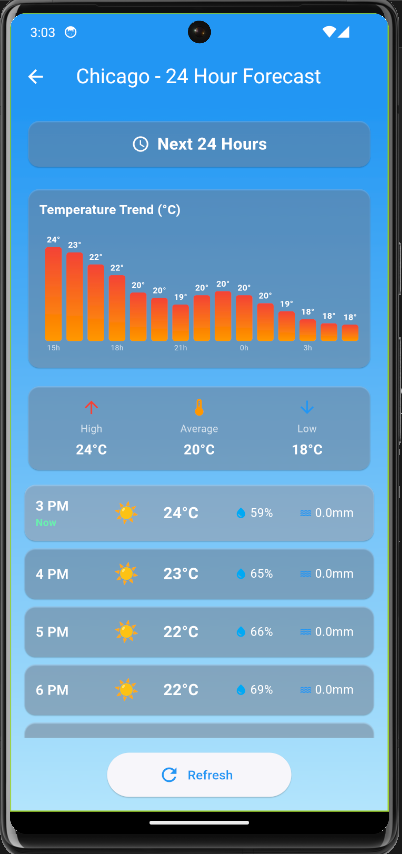 3:03
Chicago - 24 Hour Forecast
Next 24 Hours
Temperature Trend (°C)
24° 23° 22° 22° 20° 20° 19° 20° 20° 20° 20° 19° 18° 18° 18°
15h 18h 21h 0h 3h
High Average Low
24°C 20°C 18°C
3 PM 24°C 59% 0.0mm
Now
4 PM 23°C 65% 0.0mm
5 PM 22°C 66% 0.0mm
6 PM 22°C 69% 0.0mm
Refresh